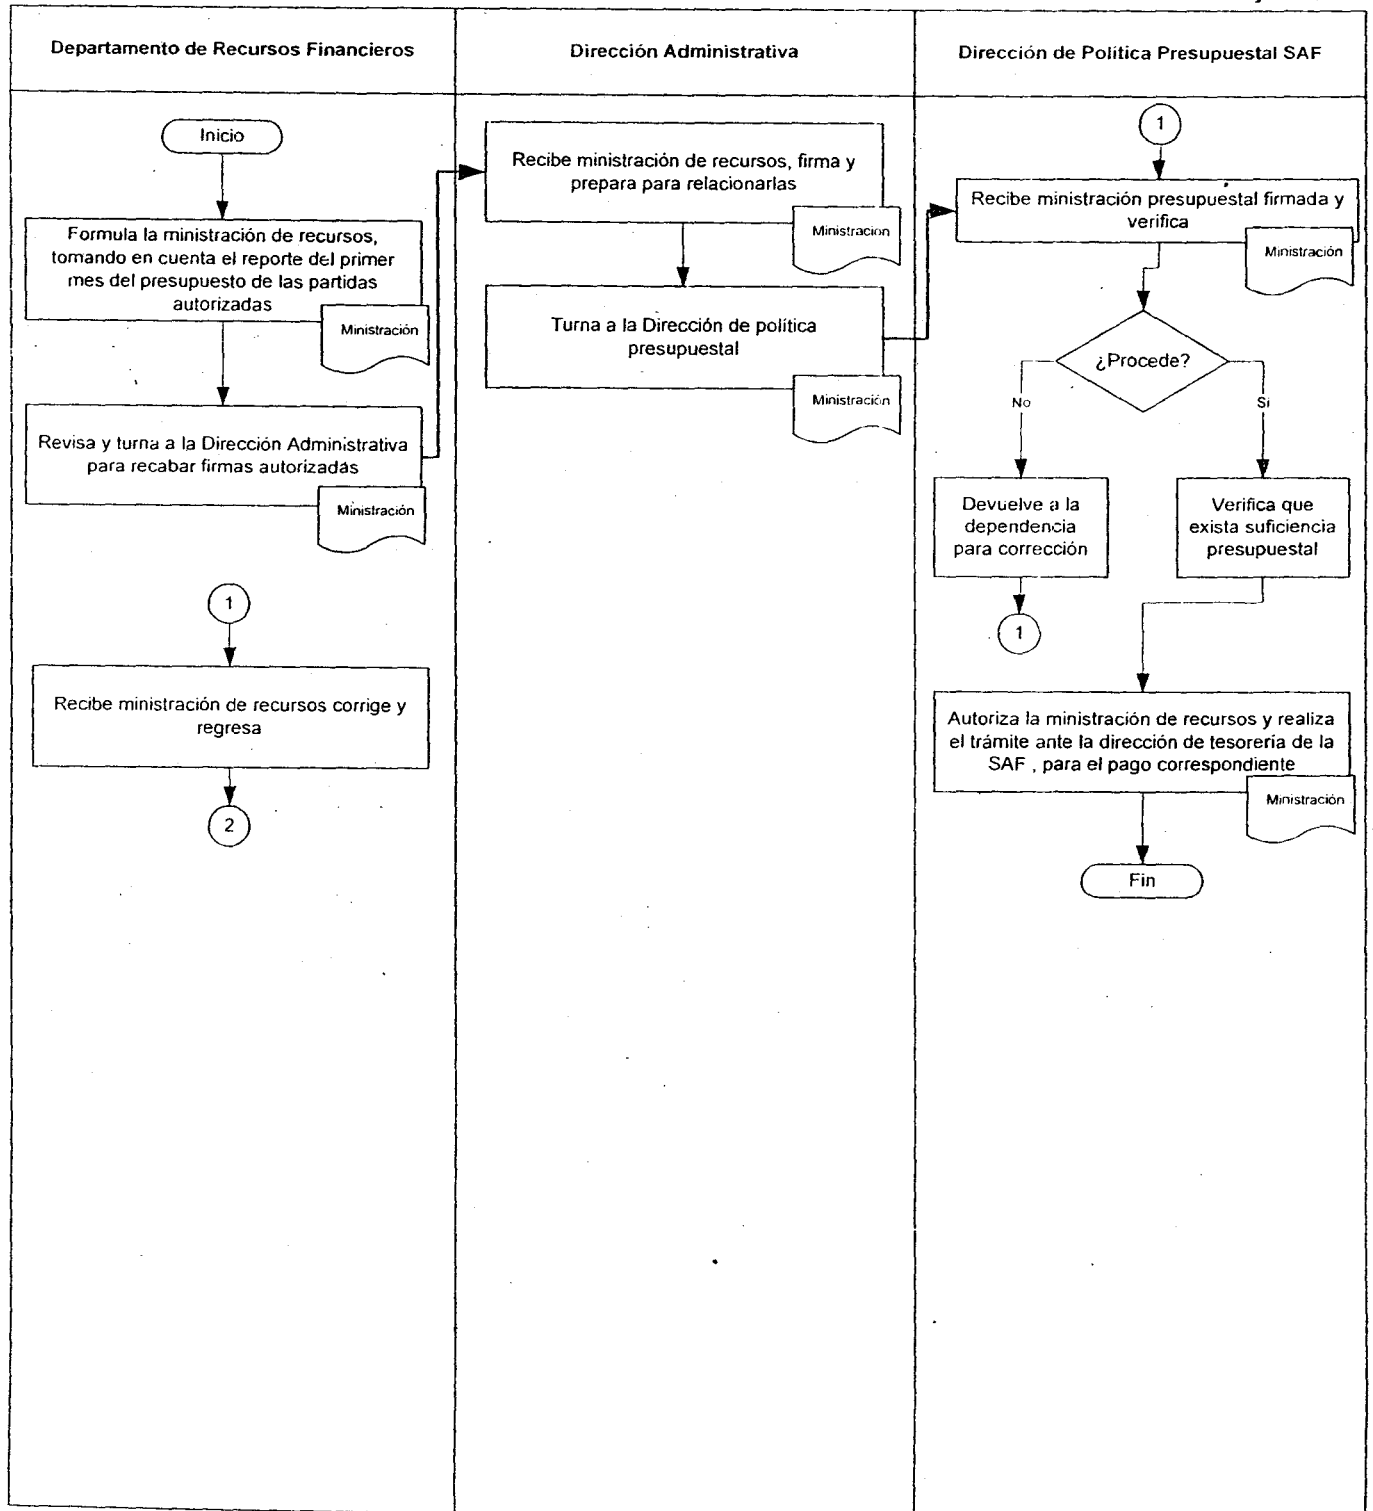 Departamento de Recursos Financieros
Dirección Administrativa
Dirección de Política Presupuestal SAF
Inicio
Formula la ministración de recursos,
tomando en cuenta el reporte del primer
mes del presupuesto de las partidas
autorizadas
Ministración
Revisa y turna a la Dirección Administrativa
para recabar firmas autorizadas
Ministración
1
Recibe ministración de recursos corrige y
regresa
2
Recibe ministración de recursos, firma y
prepara para relacionarlas
Ministración
Turna a la Dirección de política
presupuestal
Ministración
1
Recibe ministración presupuestal firmada y
verifica
Ministración
¿Procede?
No
Si
Devuelve a la
dependencia
para corrección
1
Verifica que
exista suficiencia
presupuestal
Autoriza la ministración de recursos y realiza
el trámite ante la dirección de tesorería de la
SAF , para el pago correspondiente
Ministración
Fin